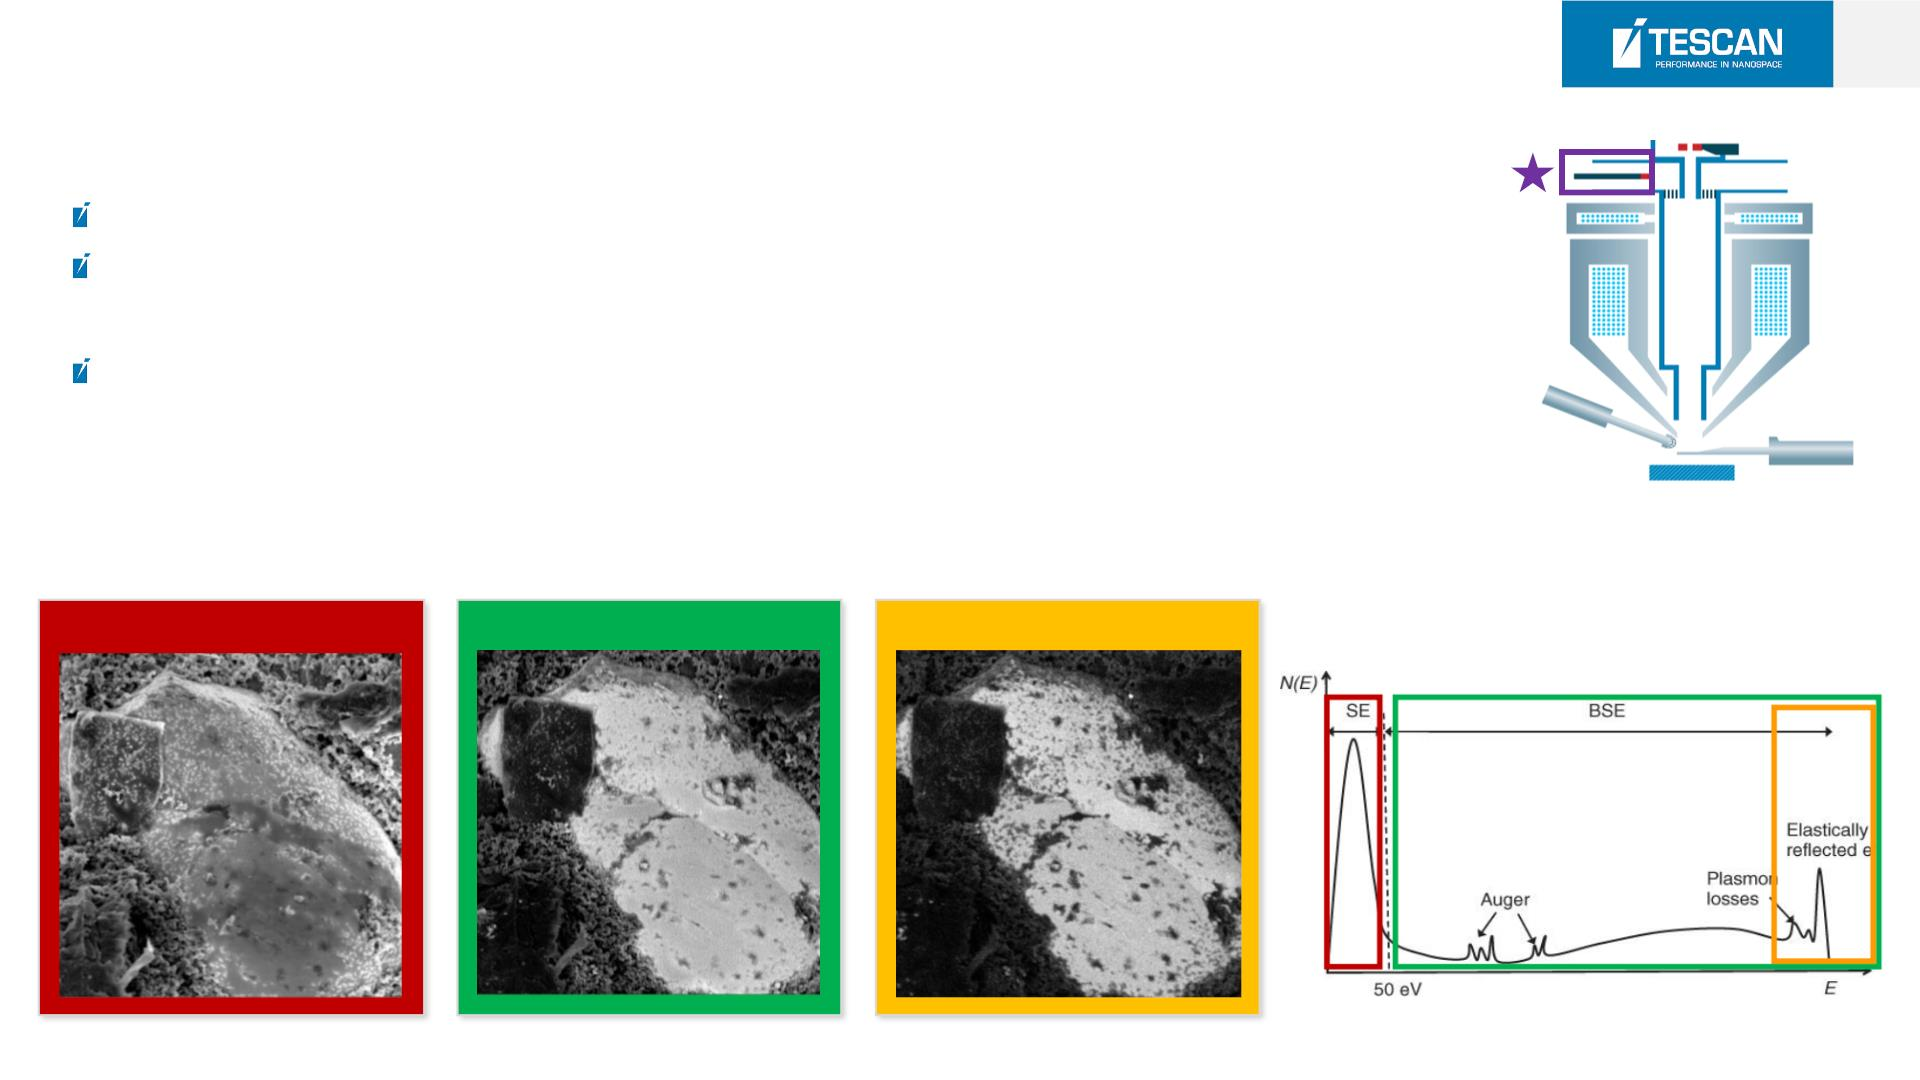 TESCAN
PERFORMANCE IN NANOSPACE
N(E)
SE
BSE
Elastically
reflected e
Plasmon
losses
Auger
50 eV
E